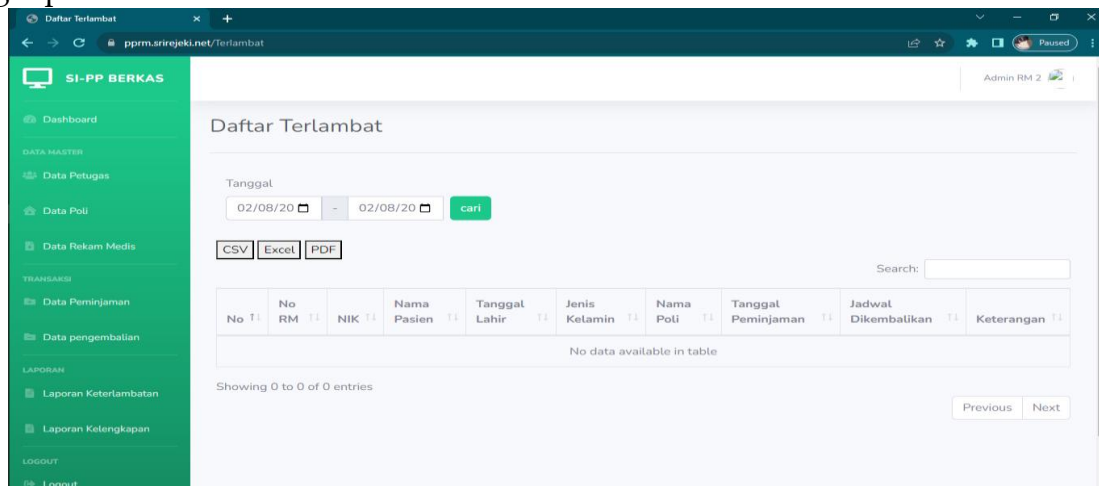 Daftar Terlambat
pprm.srirejeki.net/Terlambat
Paused
SI-PP BERKAS
Admin RM 2
Dashboard
DATA MASTER
Data Petugas
Data Poli
Data Rekam Medis
TRANSAKSI
Data Peminjaman
Data pengembalian
LAPORAN
Laporan Keterlambatan
Laporan Kelengkapan
LOGOUT
Logout
Daftar Terlambat
Tanggal
02/08/20 - 02/08/20 cari
CSV Excel PDF
Search:
No No RM NIK Nama Pasien Tanggal Lahir Jenis Kelamin Nama Poli Tanggal Peminjaman Jadwal Dikembalikan Keterangan
No data available in table
Showing 0 to 0 of 0 entries
Previous Next